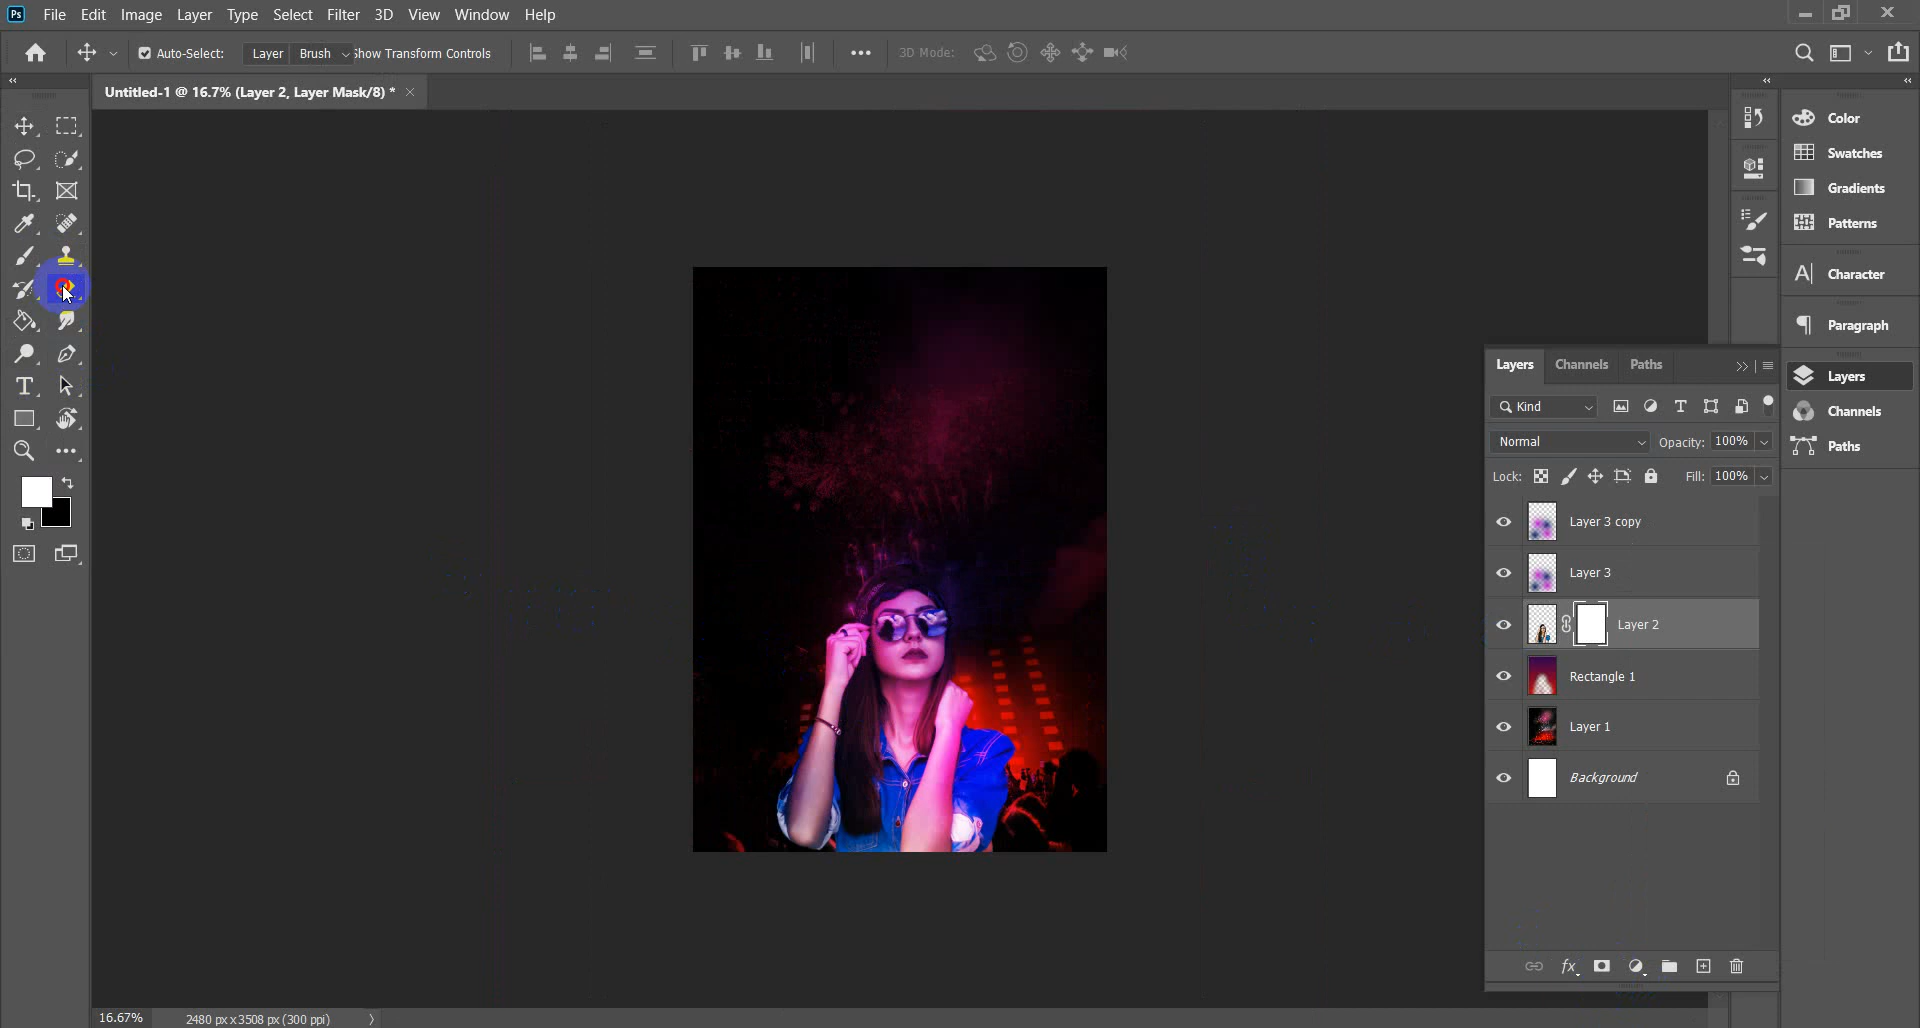 Ps File Edit Image Layer Type Select Filter 3D View Window Help
Auto-Select: Layer Brush Show Transform Controls 3D Mode:
Untitled-1 @ 16.7% (Layer 2, Layer Mask/8) *
Color
Swatches
Gradients
Patterns
Character
Paragraph
Layers
Channels
Paths
Layers Channels Paths
Kind
Normal Opacity: 100%
Lock: Fill: 100%
Layer 3 copy
Layer 3
Layer 2
Rectangle 1
Layer 1
Background
fx
16.67% 2480 px x 3508 px (300 ppi)